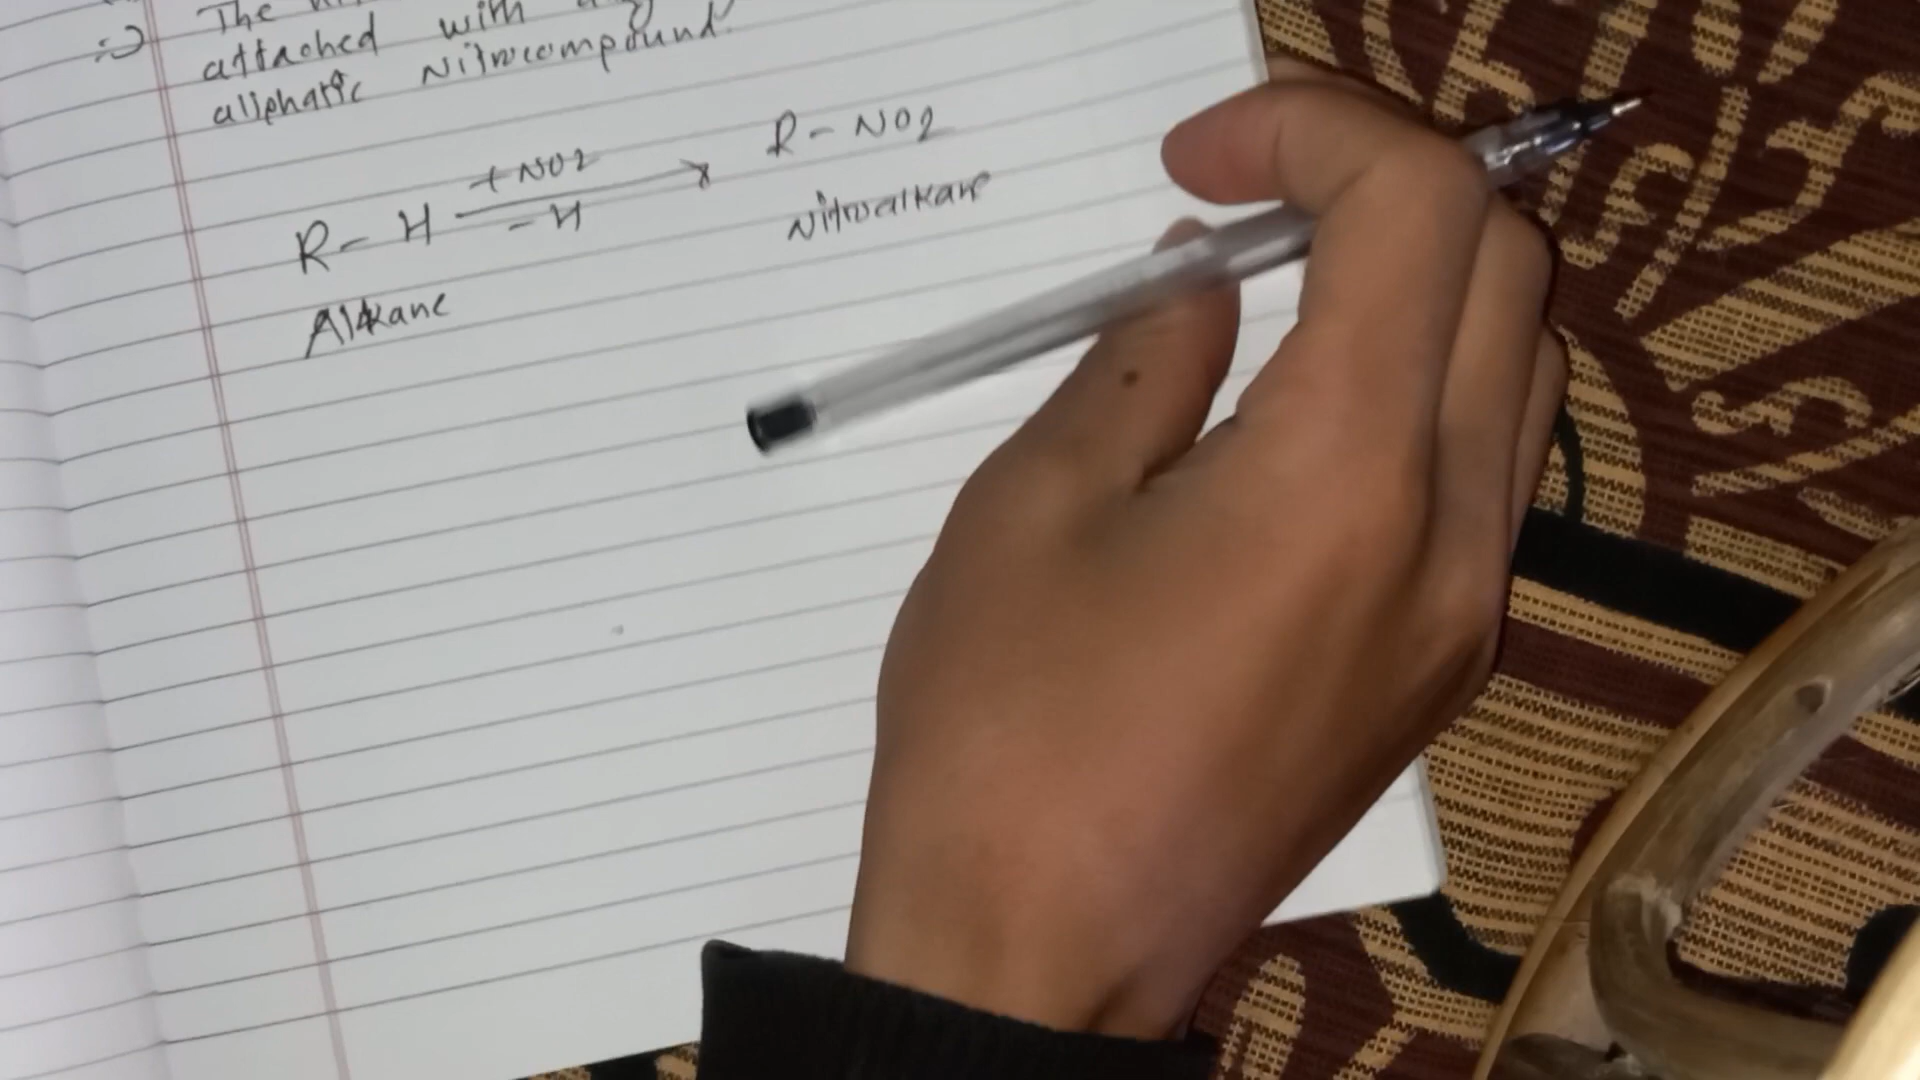 The
attached with
aliphatic Nitrocompound.
+ NO2
R - H → R - NO2
- H
Alkane Nitroalkane